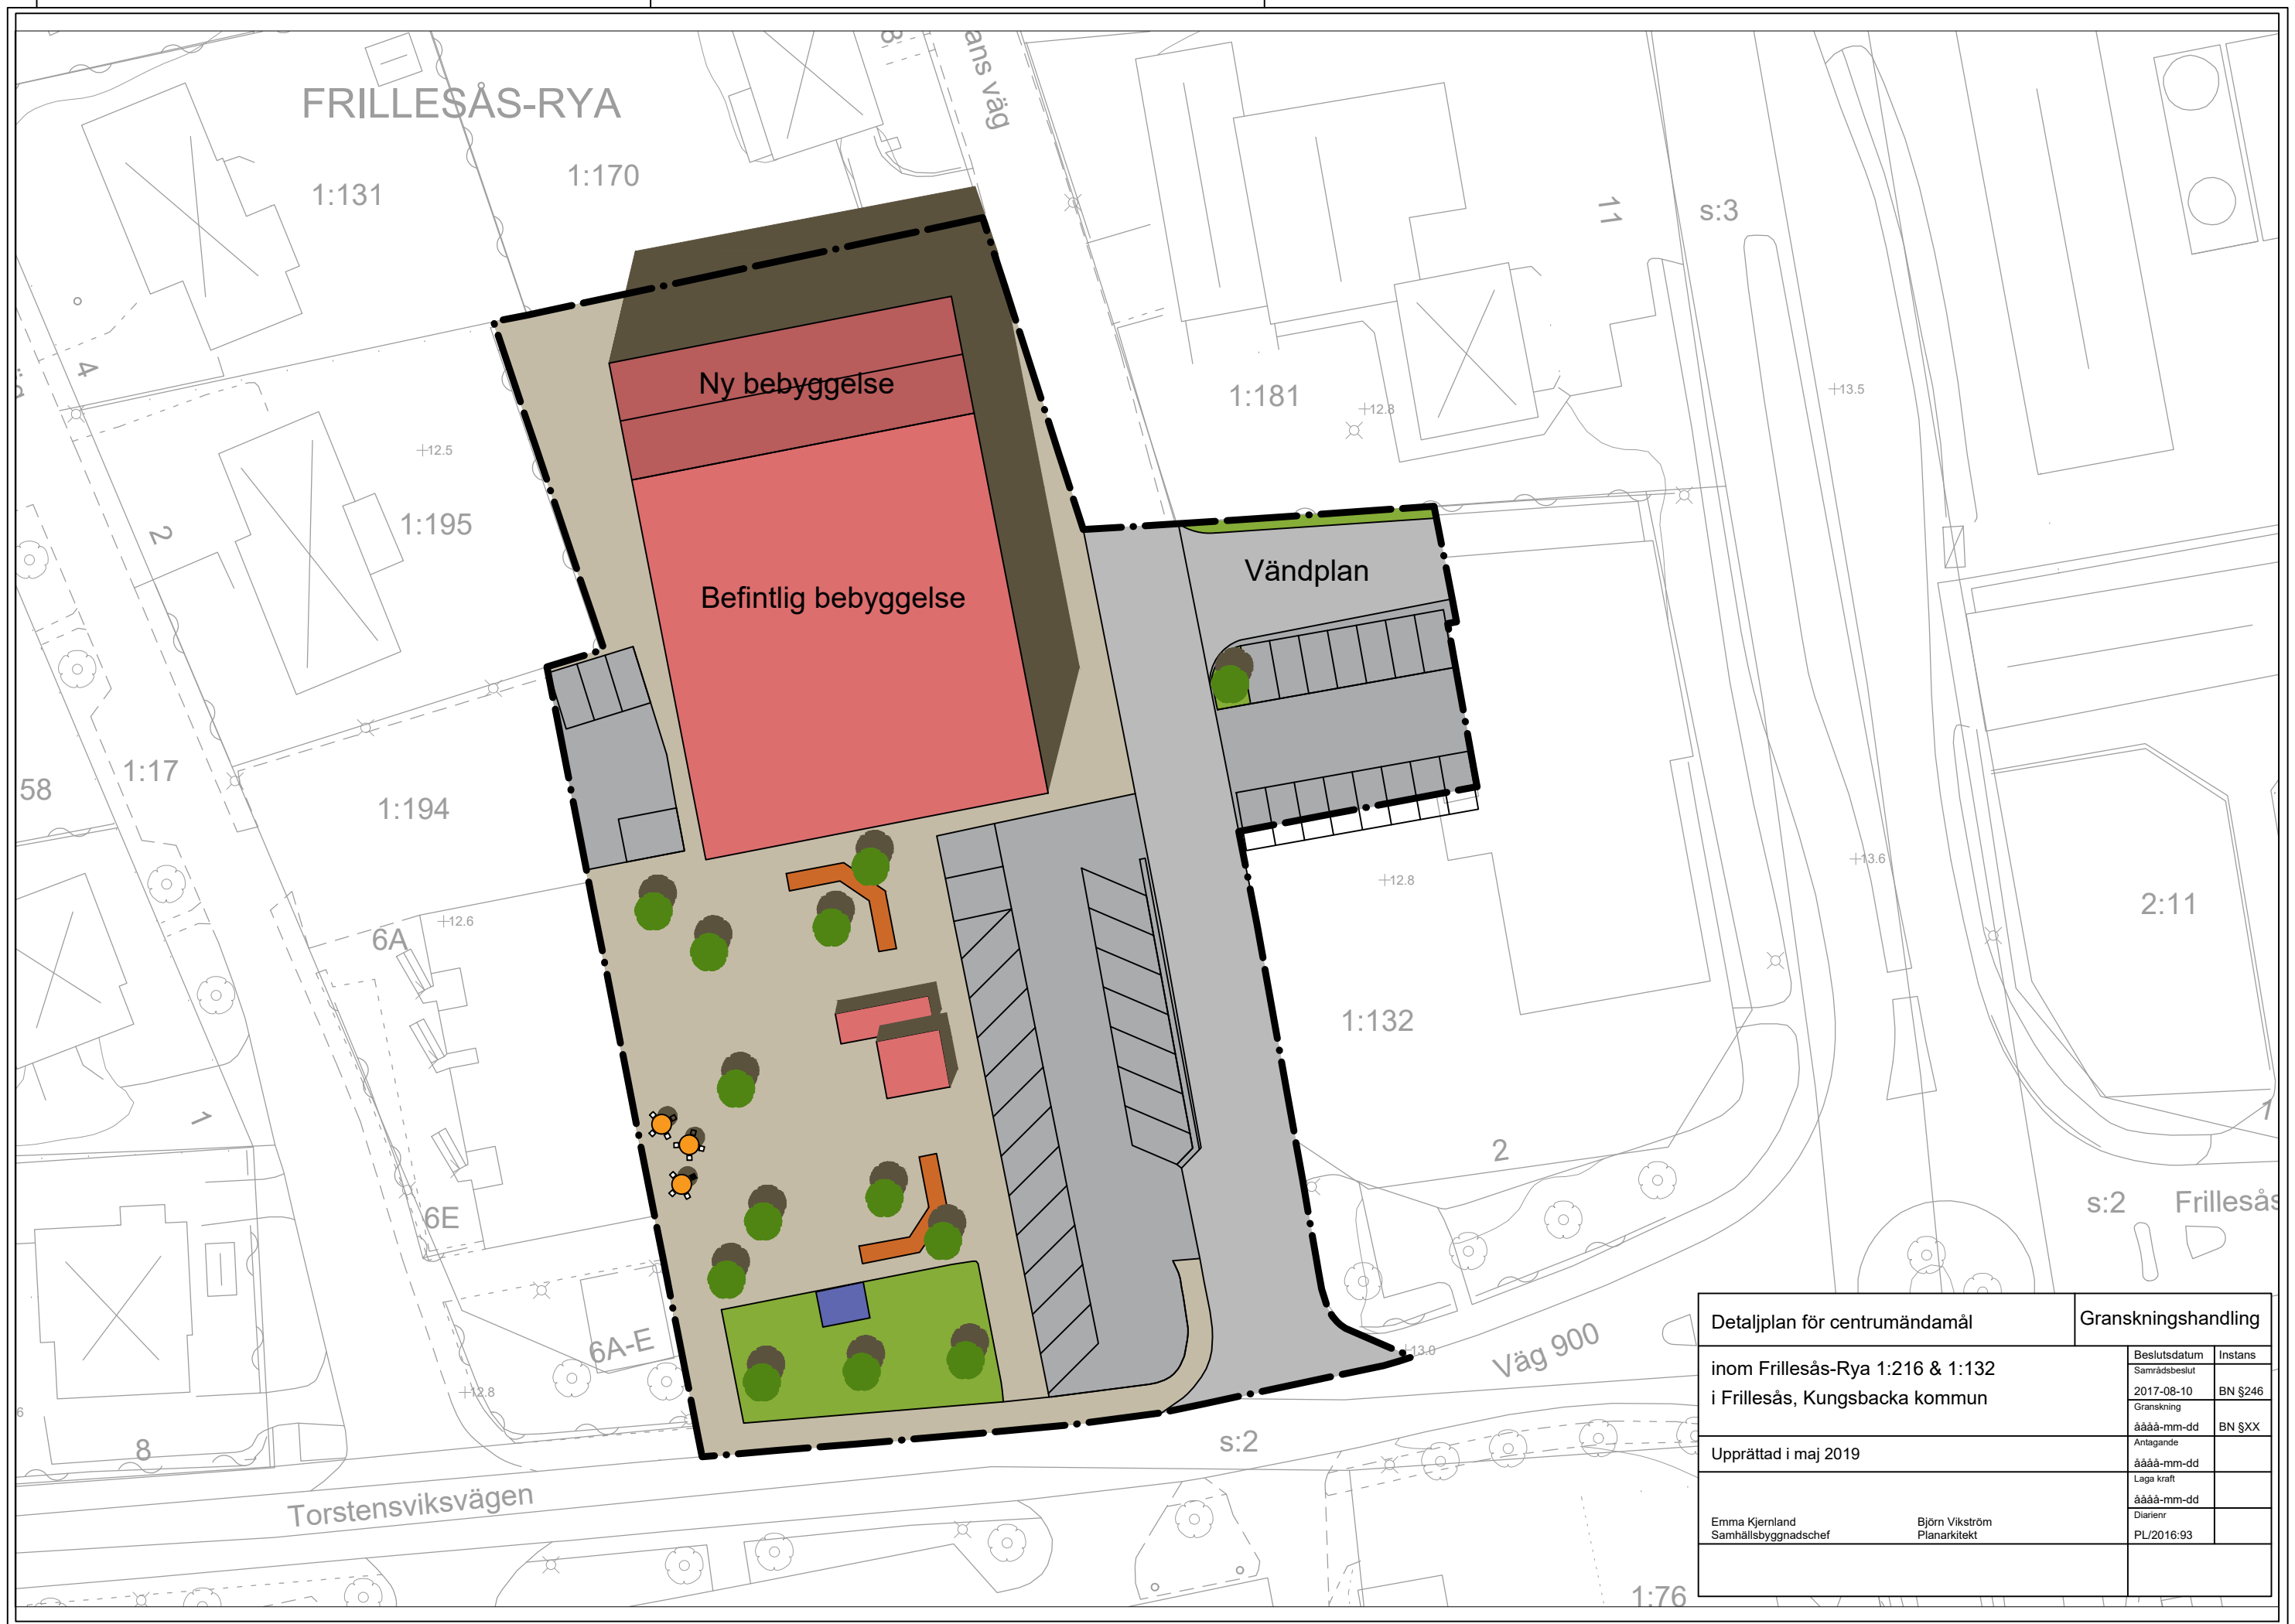 FRILLESÅS-RYA
1:131
1:170
8
ans väg
11
s:3
4
Ny bebyggelse
1:181
12.8
13.5
12.5
2
1:195
Vändplan
Befintlig bebyggelse
58
1:17
1:194
13.6
12.8
2:11
12.6
6A
1:132
1
1
2
6E
s:2
Frillesås
6A-E
13.0
Väg 900
12.8
8
s:2
Torstensviksvägen
1:76
Detaljplan för centrumändamål
Granskningshandling
inom Frillesås-Rya 1:216 & 1:132
i Frillesås, Kungsbacka kommun
Upprättad i maj 2019
Emma Kjernland
Samhällsbyggnadschef
Björn Vikström
Planarkitekt
Beslutsdatum Instans
Samrådsbeslut
2017-08-10 BN §246
Granskning
åååå-mm-dd BN §XX
Antagande
åååå-mm-dd
Laga kraft
åååå-mm-dd
Diarienr
PL/2016:93